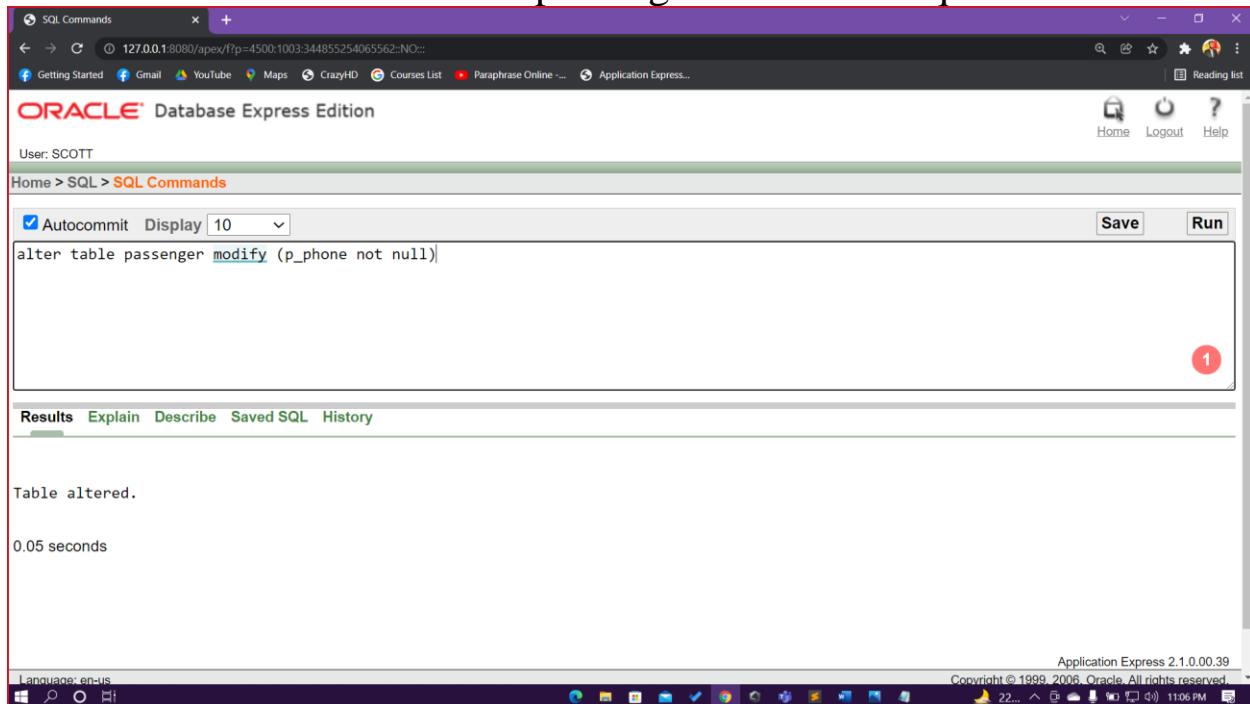 SQL Commands
127.0.0.1:8080/apex/f?p=4500:1003:344855254065562::NO:::
Getting Started Gmail YouTube Maps CrazyHD Courses List Paraphrase Online -... Application Express... Reading list
ORACLE Database Express Edition
Home Logout Help
User: SCOTT
Home > SQL > SQL Commands
Autocommit Display 10 Save Run
alter table passenger modify (p_phone not null)
1
Results Explain Describe Saved SQL History
Table altered.
0.05 seconds
Application Express 2.1.0.00.39
Language: en-us Copyright © 1999, 2006, Oracle. All rights reserved.
22... 11:06 PM